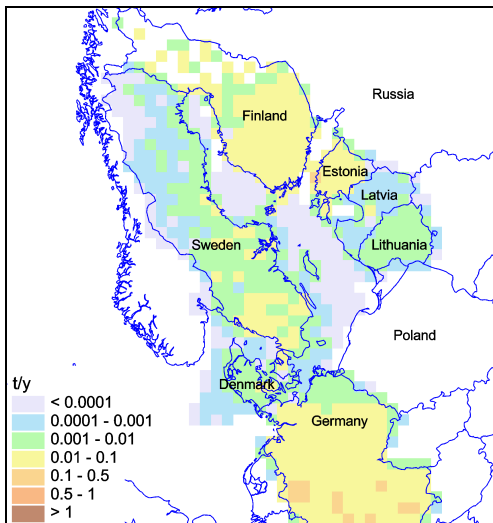 Russia
Finland
Estonia
Latvia
Sweden
Lithuania
Poland
Denmark
Germany
t/y
< 0.0001
0.0001 - 0.001
0.001 - 0.01
0.01 - 0.1
0.1 - 0.5
0.5 - 1
> 1